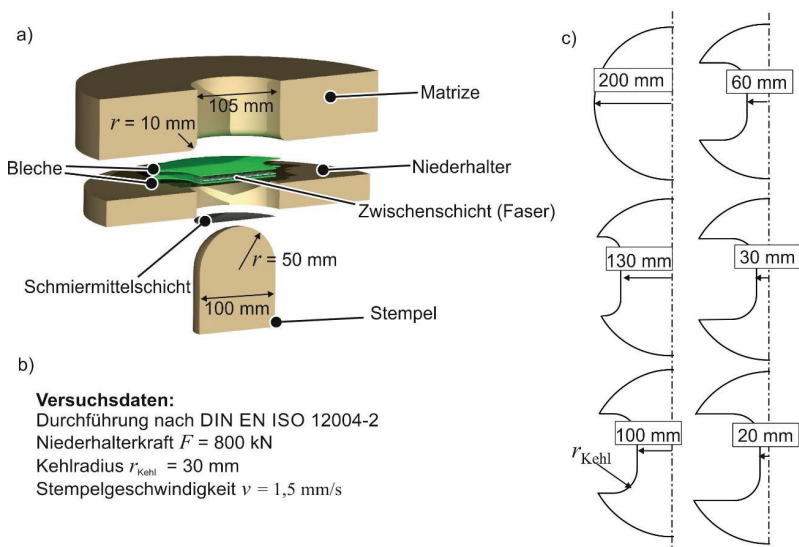 a)
105 mm
Matrize
r = 10 mm
Bleche
Niederhalter
Zwischenschicht (Faser)
r = 50 mm
Schmiermittelschicht
100 mm
Stempel
b)
Versuchsdaten:
Durchführung nach DIN EN ISO 12004-2
Niederhalterkraft F = 800 kN
Kehlradius rKehl = 30 mm
Stempelgeschwindigkeit v = 1,5 mm/s
c)
200 mm
60 mm
130 mm
30 mm
100 mm
20 mm
rKehl